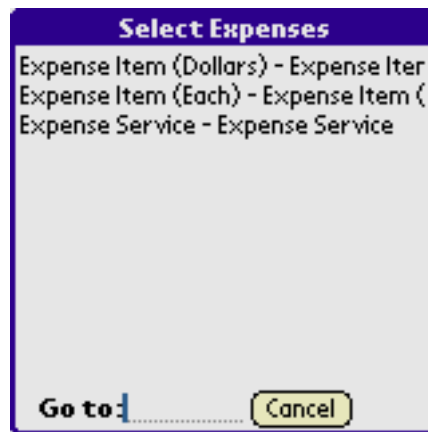 Select Expenses
Expense Item (Dollars) - Expense Iter
Expense Item (Each) - Expense Item (
Expense Service - Expense Service
Go to:
Cancel